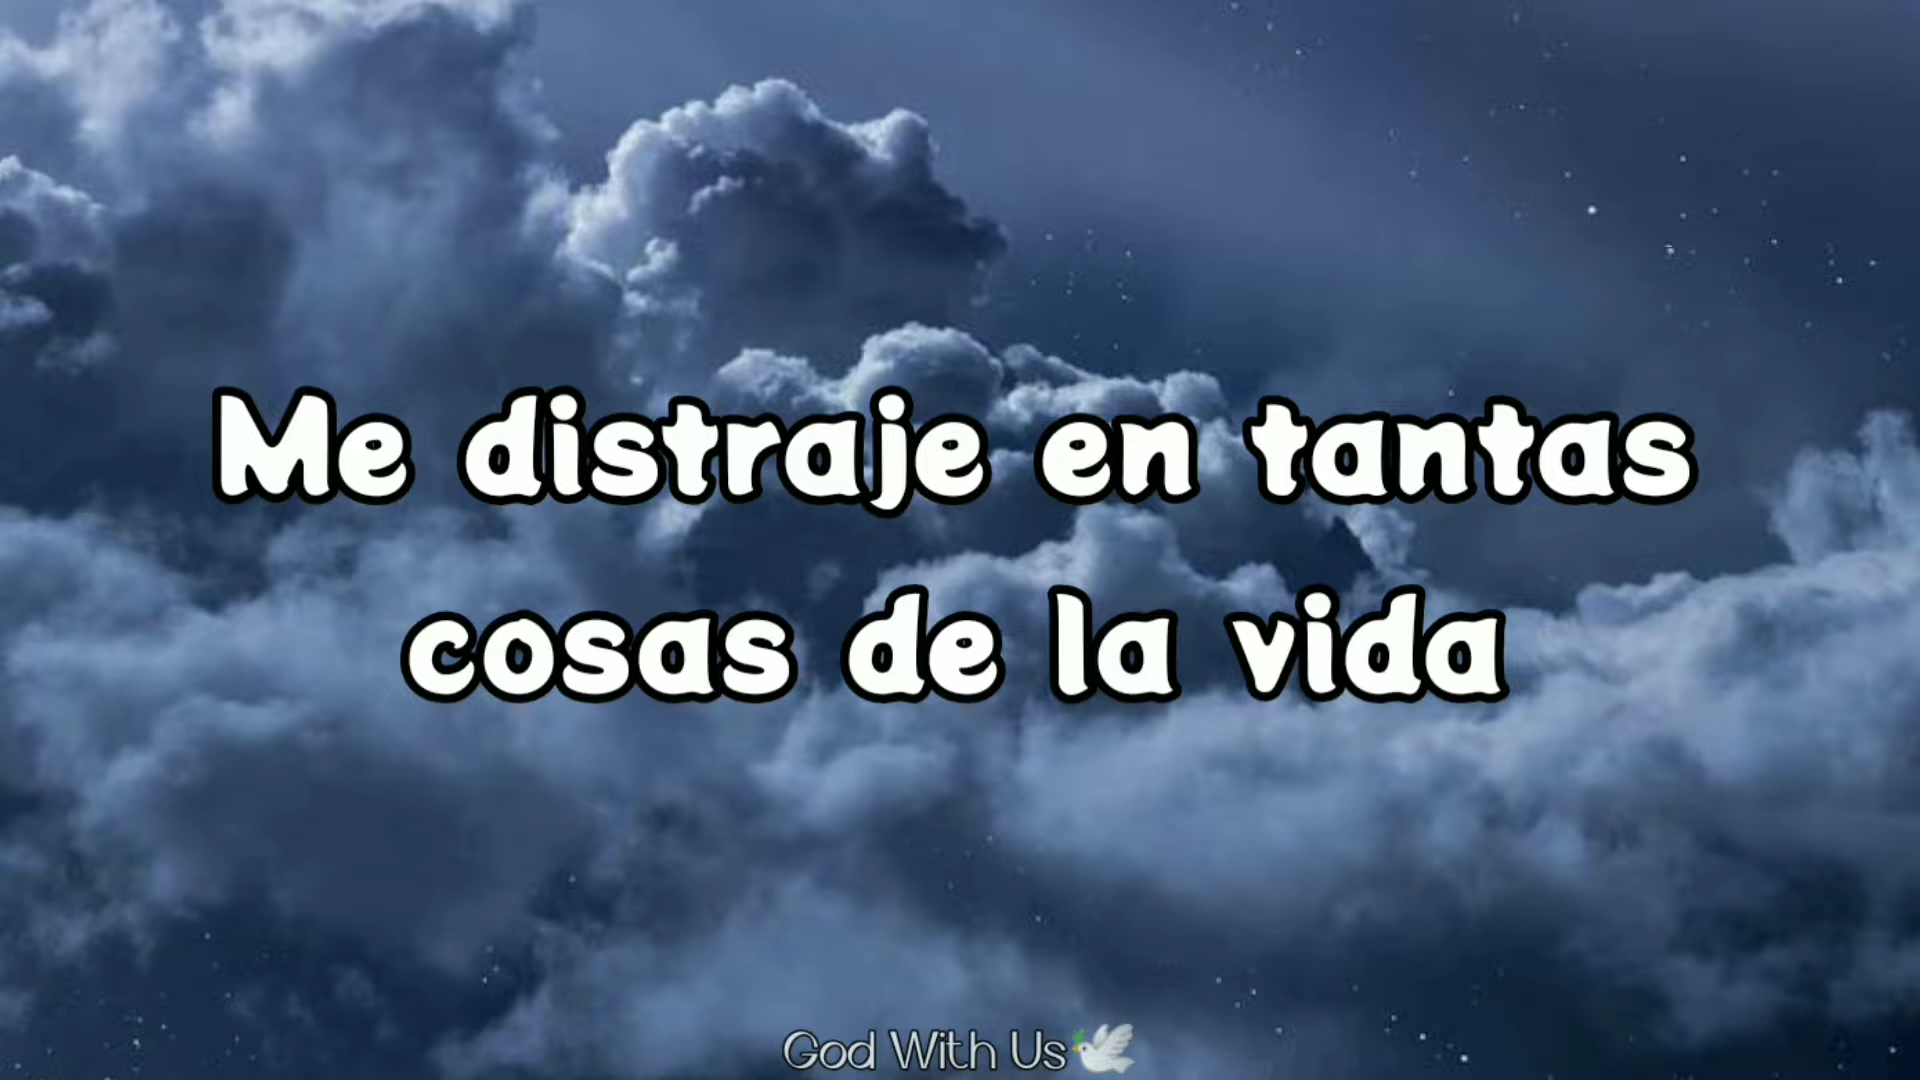 Me distraje en tantas
cosas de la vida
God With Us🕊️